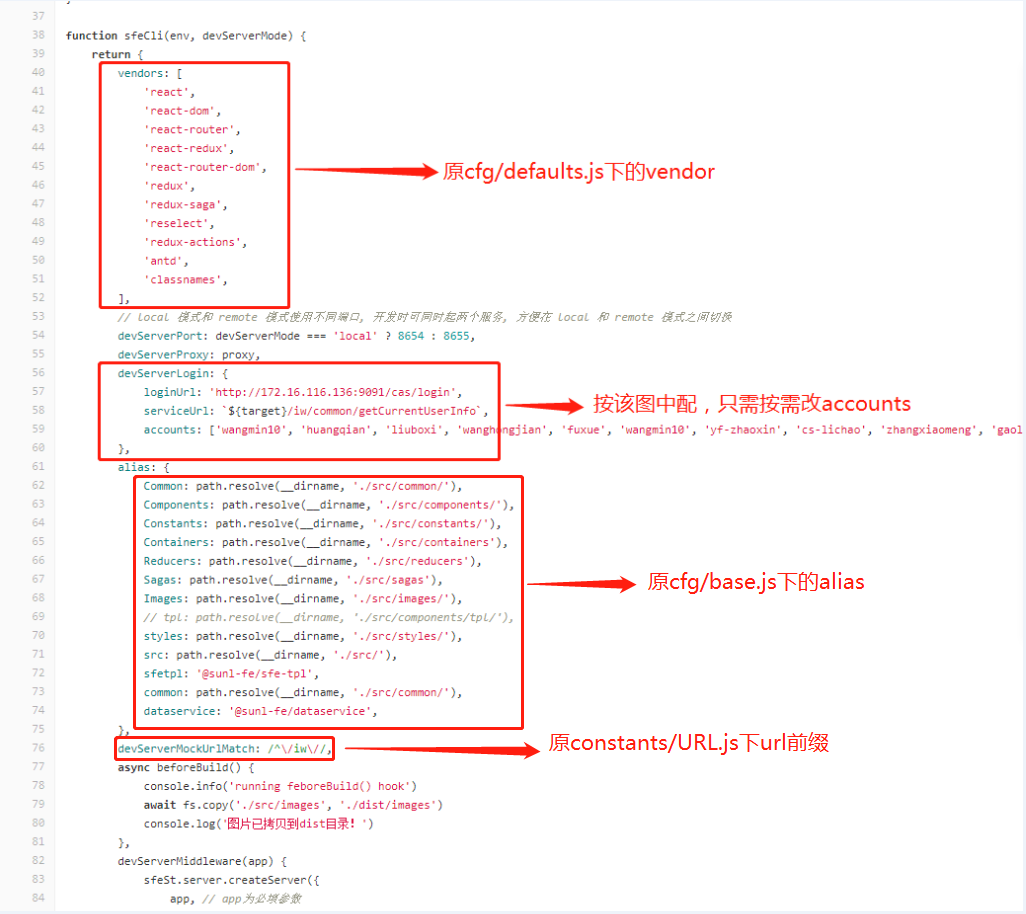 37
38 function sfeCli(env, devServerMode) {
39 return {
40 vendors: [
41 'react',
42 'react-dom',
43 'react-router',
44 'react-redux',
45 'react-router-dom', 原cfg/defaults.js下的vendor
46 'redux',
47 'redux-saga',
48 'reselect',
49 'redux-actions',
50 'antd',
51 'classnames',
52 ],
53 // local 模式和 remote 模式使用不同端口, 开发时可同时起两个服务, 方便在 local 和 remote 模式之间切换
54 devServerPort: devServerMode === 'local' ? 8654 : 8655,
55 devServerProxy: proxy,
56 devServerLogin: {
57 loginUrl: 'http://172.16.116.136:9091/cas/login',
58 serviceUrl: `${target}/iw/common/getCurrentUserInfo`, 按该图中配，只需按需改accounts
59 accounts: ['wangmin10', 'huangqian', 'liuboxi', 'wanghongjian', 'fuxue', 'wangmin10', 'yf-zhaoxin', 'cs-lichao', 'zhangxiaomeng', 'gaol
60 },
61 alias: {
62 Common: path.resolve(__dirname, './src/common/'),
63 Components: path.resolve(__dirname, './src/components/'),
64 Constants: path.resolve(__dirname, './src/constants/'),
65 Containers: path.resolve(__dirname, './src/containers'),
66 Reducers: path.resolve(__dirname, './src/reducers'),
67 Sagas: path.resolve(__dirname, './src/sagas'), 原cfg/base.js下的alias
68 Images: path.resolve(__dirname, './src/images/'),
69 // tpl: path.resolve(__dirname, './src/components/tpl/'),
70 styles: path.resolve(__dirname, './src/styles/'),
71 src: path.resolve(__dirname, './src/'),
72 sfetpl: '@sunl-fe/sfe-tpl',
73 common: path.resolve(__dirname, './src/common/'),
74 dataservice: '@sunl-fe/dataservice',
75 },
76 devServerMockUrlMatch: /^\/iw\//, 原constants/URL.js下url前缀
77 async beforeBuild() {
78 console.info('running feboreBuild() hook')
79 await fs.copy('./src/images', './dist/images')
80 console.log('图片已拷贝到dist目录! ')
81 },
82 devServerMiddleware(app) {
83 sfeSt.server.createServer({
84 app, // app为必填参数